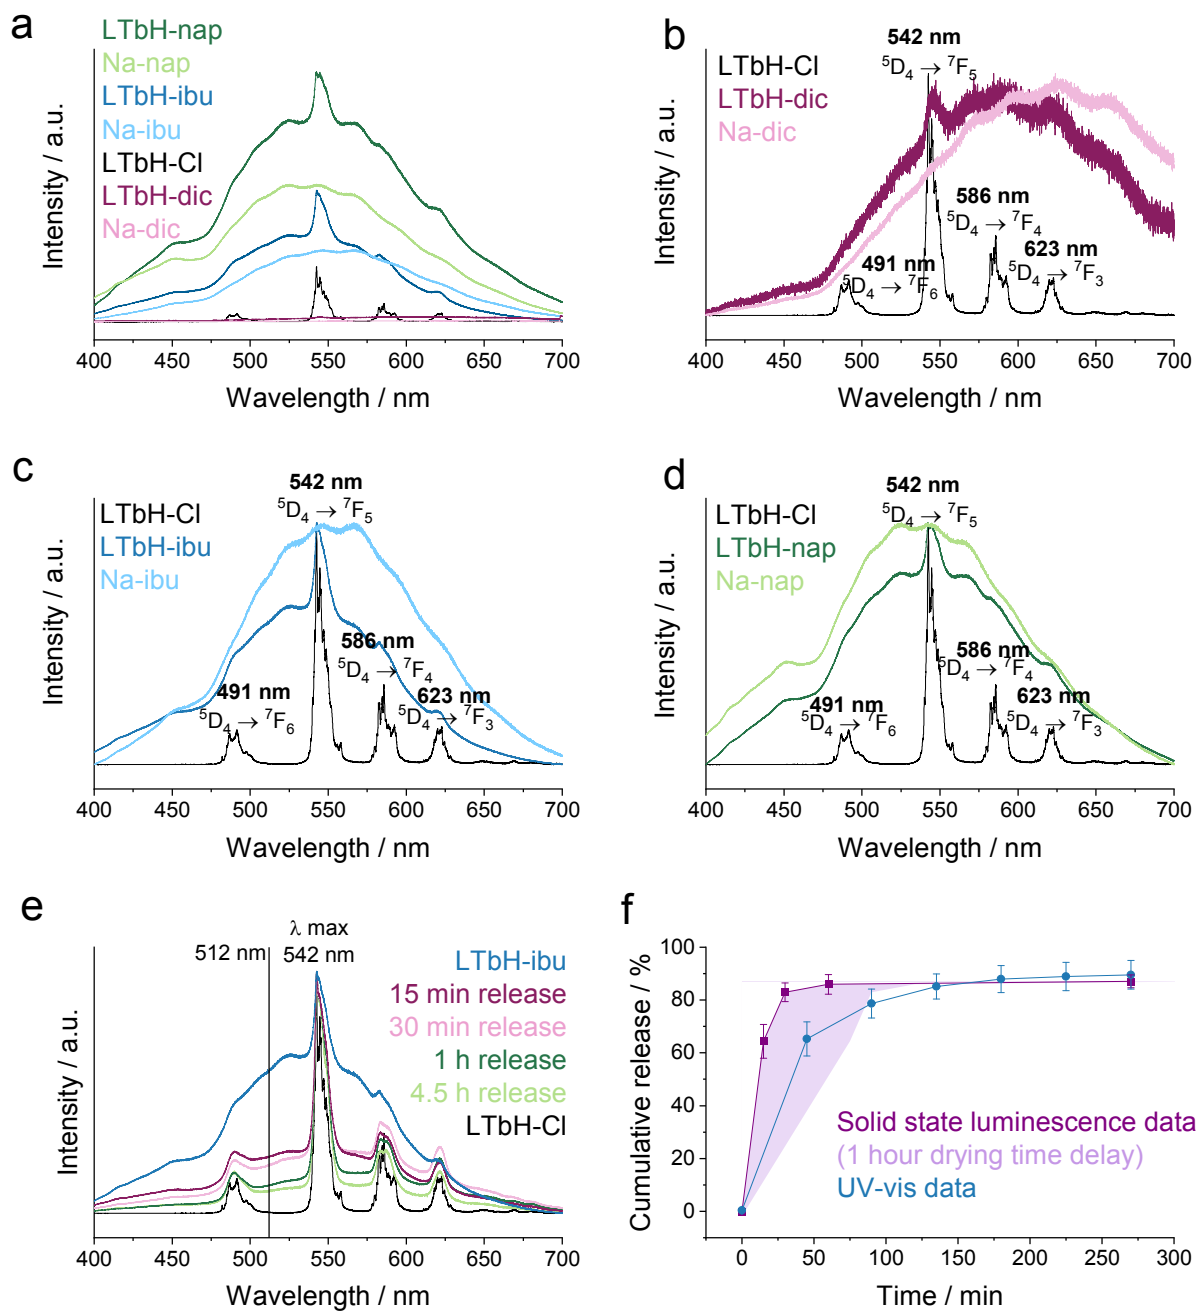 a
LTbH-nap
Na-nap
LTbH-ibu
Na-ibu
LTbH-Cl
LTbH-dic
Na-dic
Intensity / a.u.
400 450 500 550 600 650 700
Wavelength / nm
b
LTbH-Cl
LTbH-dic
Na-dic
542 nm
⁵D₄ → ⁷F₅
586 nm
⁵D₄ → ⁷F₄
623 nm
⁵D₄ → ⁷F₃
491 nm
⁵D₄ → ⁷F₆
Intensity / a.u.
400 450 500 550 600 650 700
Wavelength / nm
c
LTbH-Cl
LTbH-ibu
Na-ibu
542 nm
⁵D₄ → ⁷F₅
586 nm
⁵D₄ → ⁷F₄
491 nm
⁵D₄ → ⁷F₆
623 nm
⁵D₄ → ⁷F₃
Intensity / a.u.
400 450 500 550 600 650 700
Wavelength / nm
d
LTbH-Cl
LTbH-nap
Na-nap
542 nm
⁵D₄ → ⁷F₅
586 nm
⁵D₄ → ⁷F₄
491 nm
⁵D₄ → ⁷F₆
623 nm
⁵D₄ → ⁷F₃
Intensity / a.u.
400 450 500 550 600 650 700
Wavelength / nm
e
512 nm
λ max
542 nm
LTbH-ibu
15 min release
30 min release
1 h release
4.5 h release
LTbH-Cl
Intensity / a.u.
400 450 500 550 600 650 700
Wavelength / nm
f
Cumulative release / %
100
80
60
40
20
0
Solid state luminescence data
(1 hour drying time delay)
UV-vis data
0 50 100 150 200 250 300
Time / min